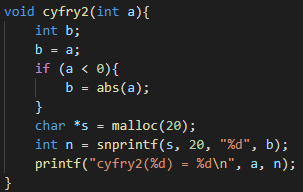 void cyfry2(int a){
    int b;
    b = a;
    if (a < 0){
        b = abs(a);
    }
    char *s = malloc(20);
    int n = snprintf(s, 20, "%d", b);
    printf("cyfry2(%d) = %d\n", a, n);
}